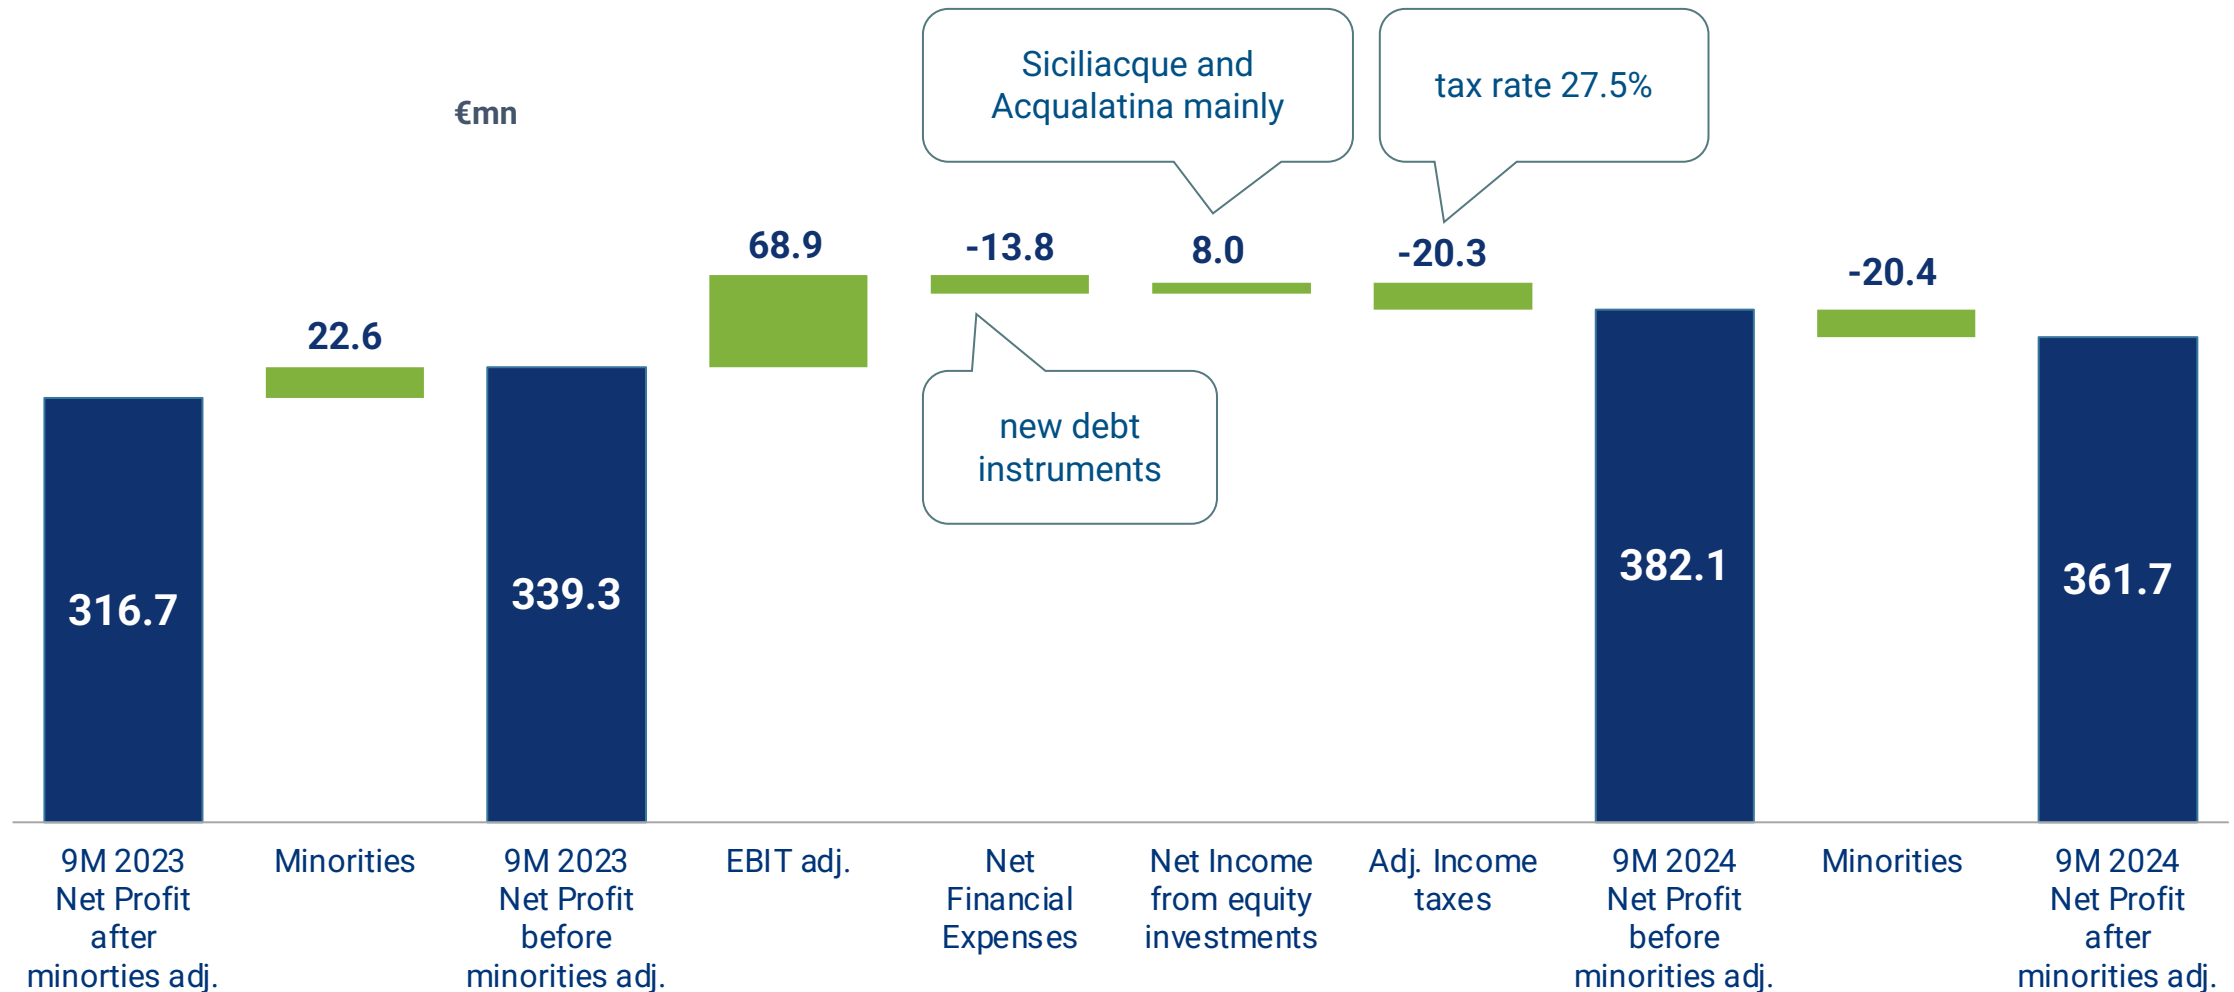 €mn
Siciliacque and
Acqualatina mainly
tax rate 27.5%
68.9
-13.8
8.0
-20.3
-20.4
22.6
new debt
instruments
316.7
339.3
382.1
361.7
9M 2023
Net Profit
after
minorties adj.
Minorities
9M 2023
Net Profit
before
minorities adj.
EBIT adj.
Net
Financial
Expenses
Net Income
from equity
investments
Adj. Income
taxes
9M 2024
Net Profit
before
minorities adj.
Minorities
9M 2024
Net Profit
after
minorities adj.